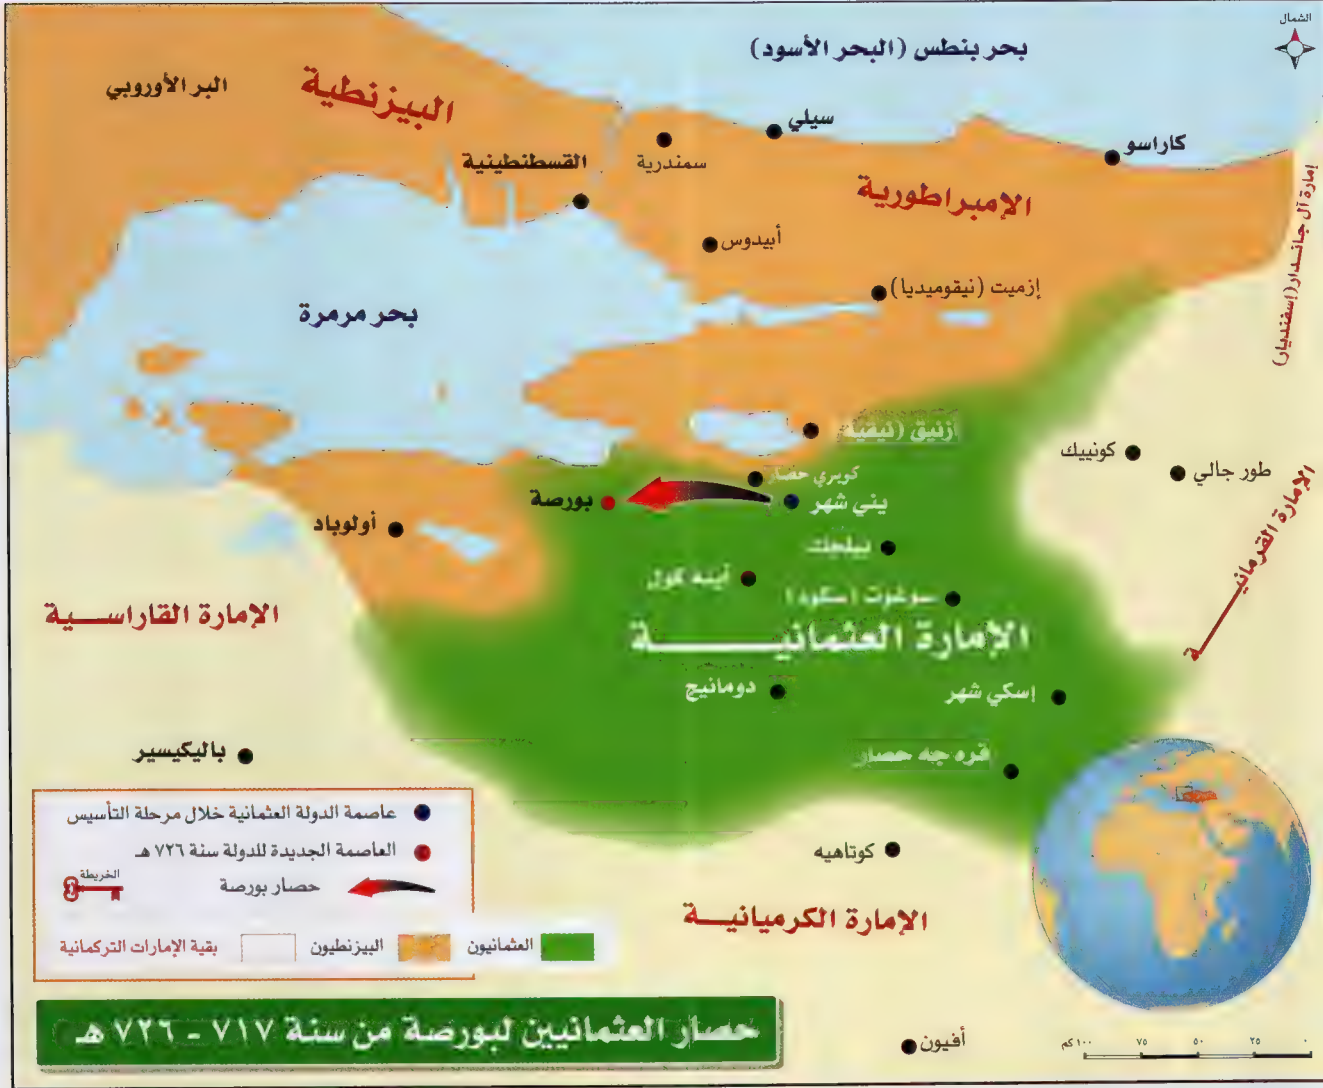 الشمال
بحر بنطس (البحر الأسود)
البر الأوروبي
البيزنطية
سيلي
كاراسو
سمندرية
القسطنطينية
الإمبراطورية
إمارة آل جاندار (إسفنديار)
أبيدوس
إزميت (نيقوميديا)
بحر مرمرة
أزنيق (نيقية)
كونييك
طور جالي
كوبري حصار
يني شهر
بورصة
أولوباد
الإمارة القرمانيـــــة
بيلجك
أينه كول
سوغوت (سكود)
الإمارة القاراســـية
الإمارة العثمانيـــــــة
دومانيج
إسكي شهر
باليكيسير
قره جه حصار
عاصمة الدولة العثمانية خلال مرحلة التأسيس
العاصمة الجديدة للدولة سنة ٧٢٦ هـ
حصار بورصة
الخريطة
العثمانيون
البيزنطيون
بقية الإمارات التركمانية
كوتاهيه
الإمارة الكرميانيـــة
حصار العثمانيين لبورصة من سنة ٧١٧ - ٧٢٦ هـ
أفيون
٠ ٢٥ ٥٠ ٧٥ ١٠٠ كم